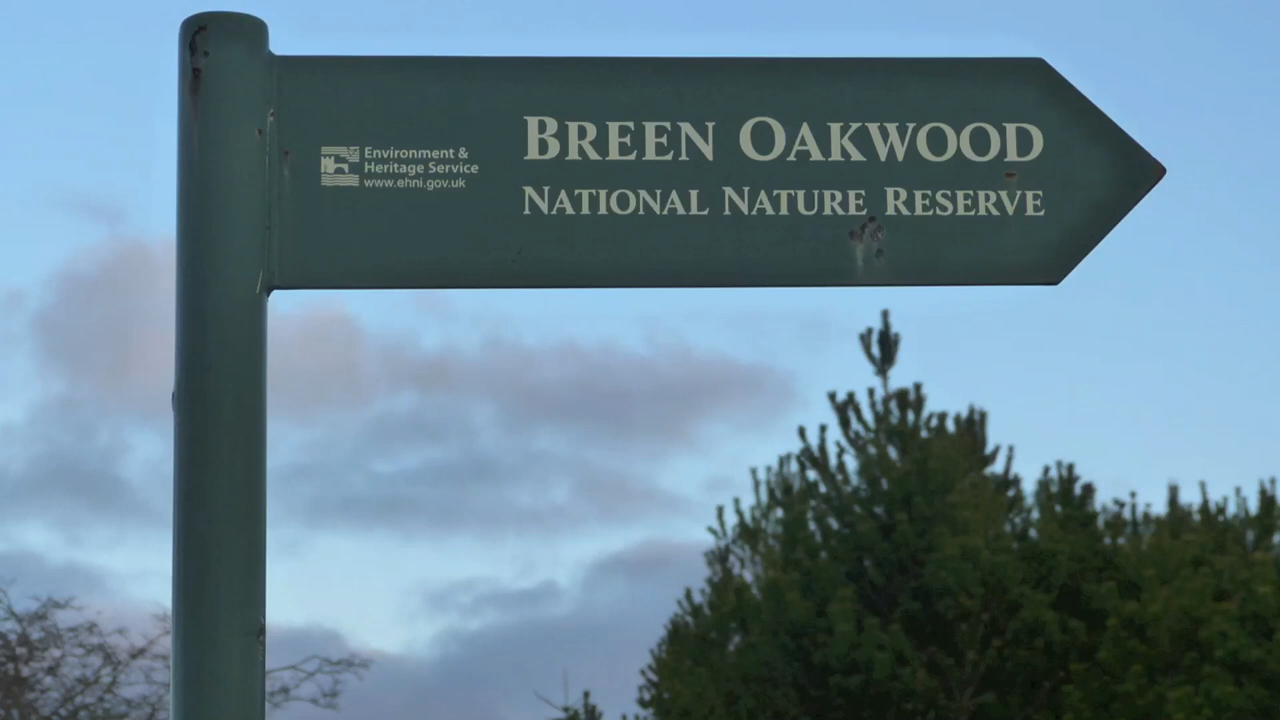 Environment &
Heritage Service
www.ehni.gov.uk
BREEN OAKWOOD
NATIONAL NATURE RESERVE